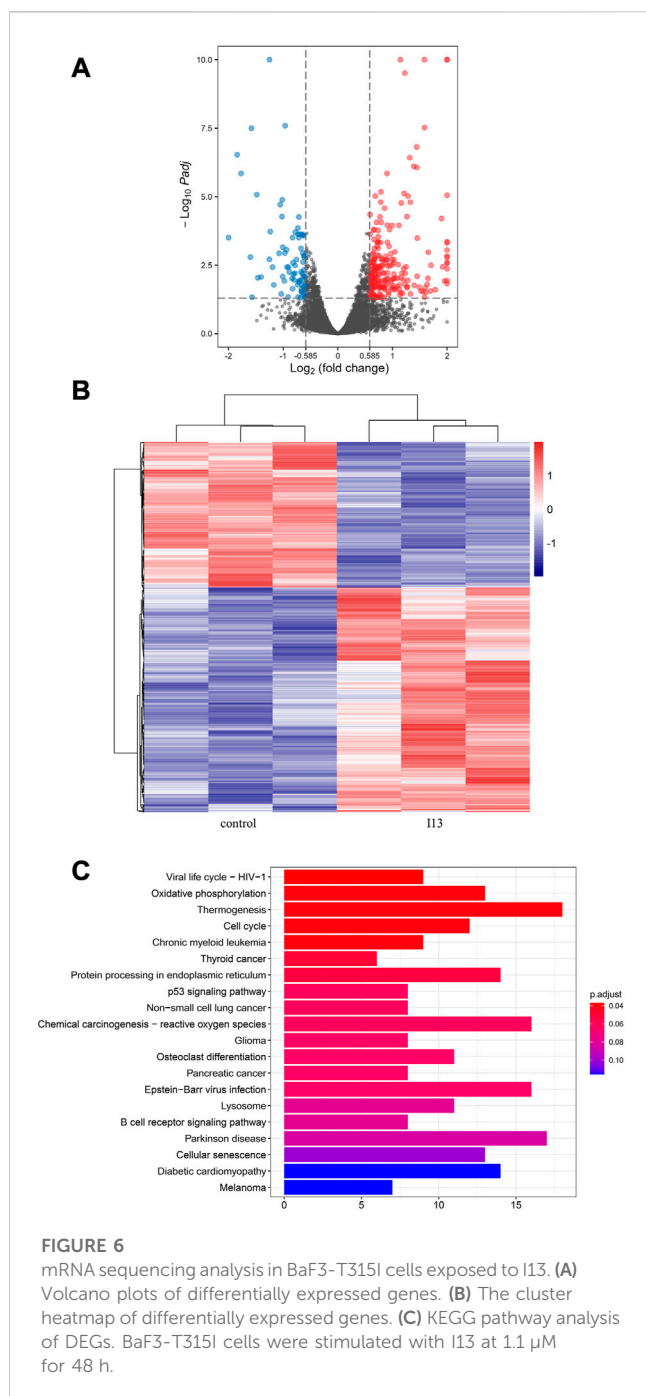 A
10.0
7.5
5.0
2.5
0.0
− Log10 Padj
-2
-1
-0.585
0
0.585
1
2
Log2 (fold change)
B
1
0
-1
control
I13
C
Viral life cycle − HIV−1
Oxidative phosphorylation
Thermogenesis
Cell cycle
Chronic myeloid leukemia
Thyroid cancer
Protein processing in endoplasmic reticulum
p53 signaling pathway
Non−small cell lung cancer
Chemical carcinogenesis − reactive oxygen species
Glioma
Osteoclast differentiation
Pancreatic cancer
Epstein−Barr virus infection
Lysosome
B cell receptor signaling pathway
Parkinson disease
Cellular senescence
Diabetic cardiomyopathy
Melanoma
0
5
10
15
p.adjust
0.04
0.06
0.08
0.10
FIGURE 6
mRNA sequencing analysis in BaF3-T315I cells exposed to I13. (A)
Volcano plots of differentially expressed genes. (B) The cluster
heatmap of differentially expressed genes. (C) KEGG pathway analysis
of DEGs. BaF3-T315I cells were stimulated with I13 at 1.1 μM
for 48 h.